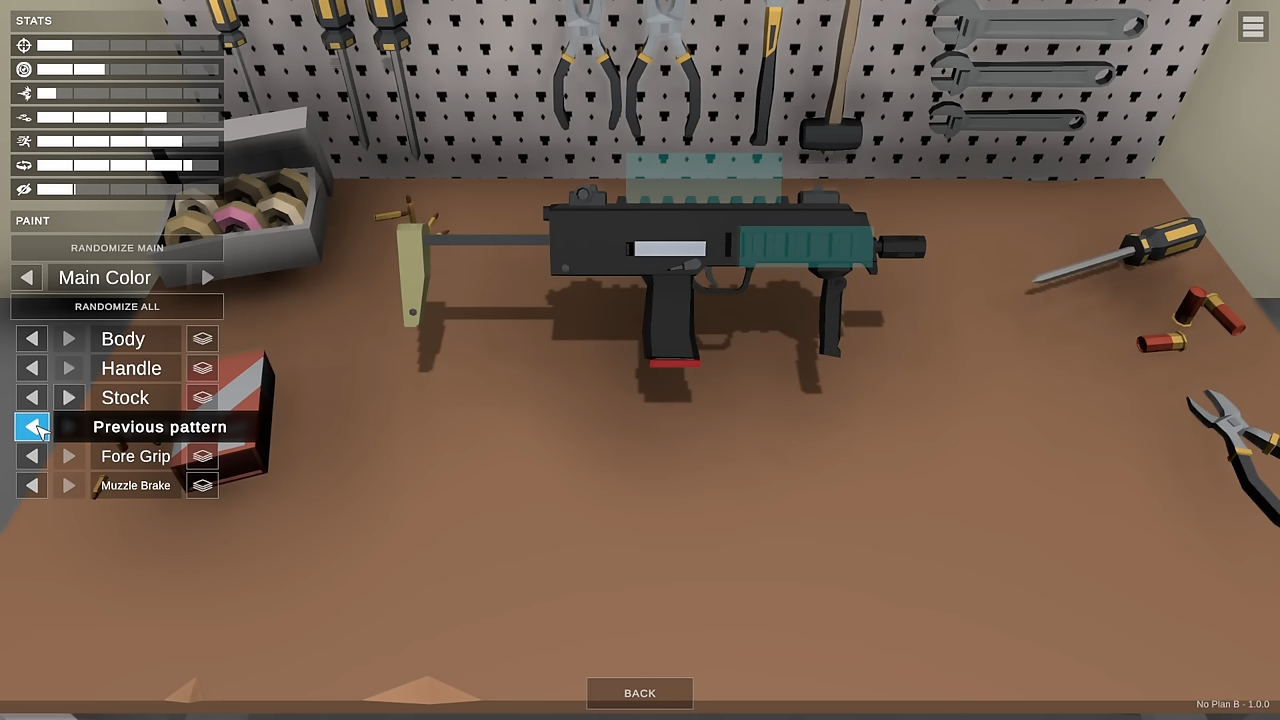 STATS
PAINT
RANDOMIZE MAIN
Main Color
RANDOMIZE ALL
Body
Handle
Stock
Previous pattern
Fore Grip
Muzzle Brake
BACK
No Plan B - 1.0.0